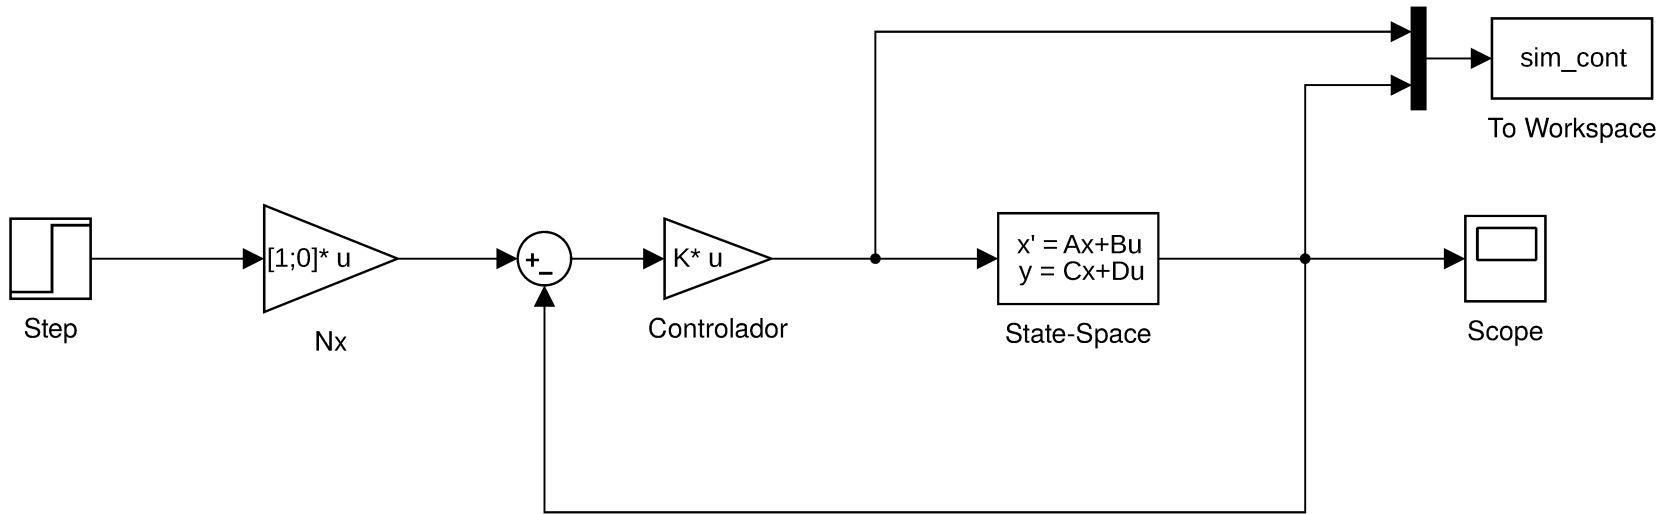 sim_cont
To Workspace
Step
[1;0]* u
Nx
+
−
K* u
Controlador
x' = Ax+Bu
y = Cx+Du
State-Space
Scope